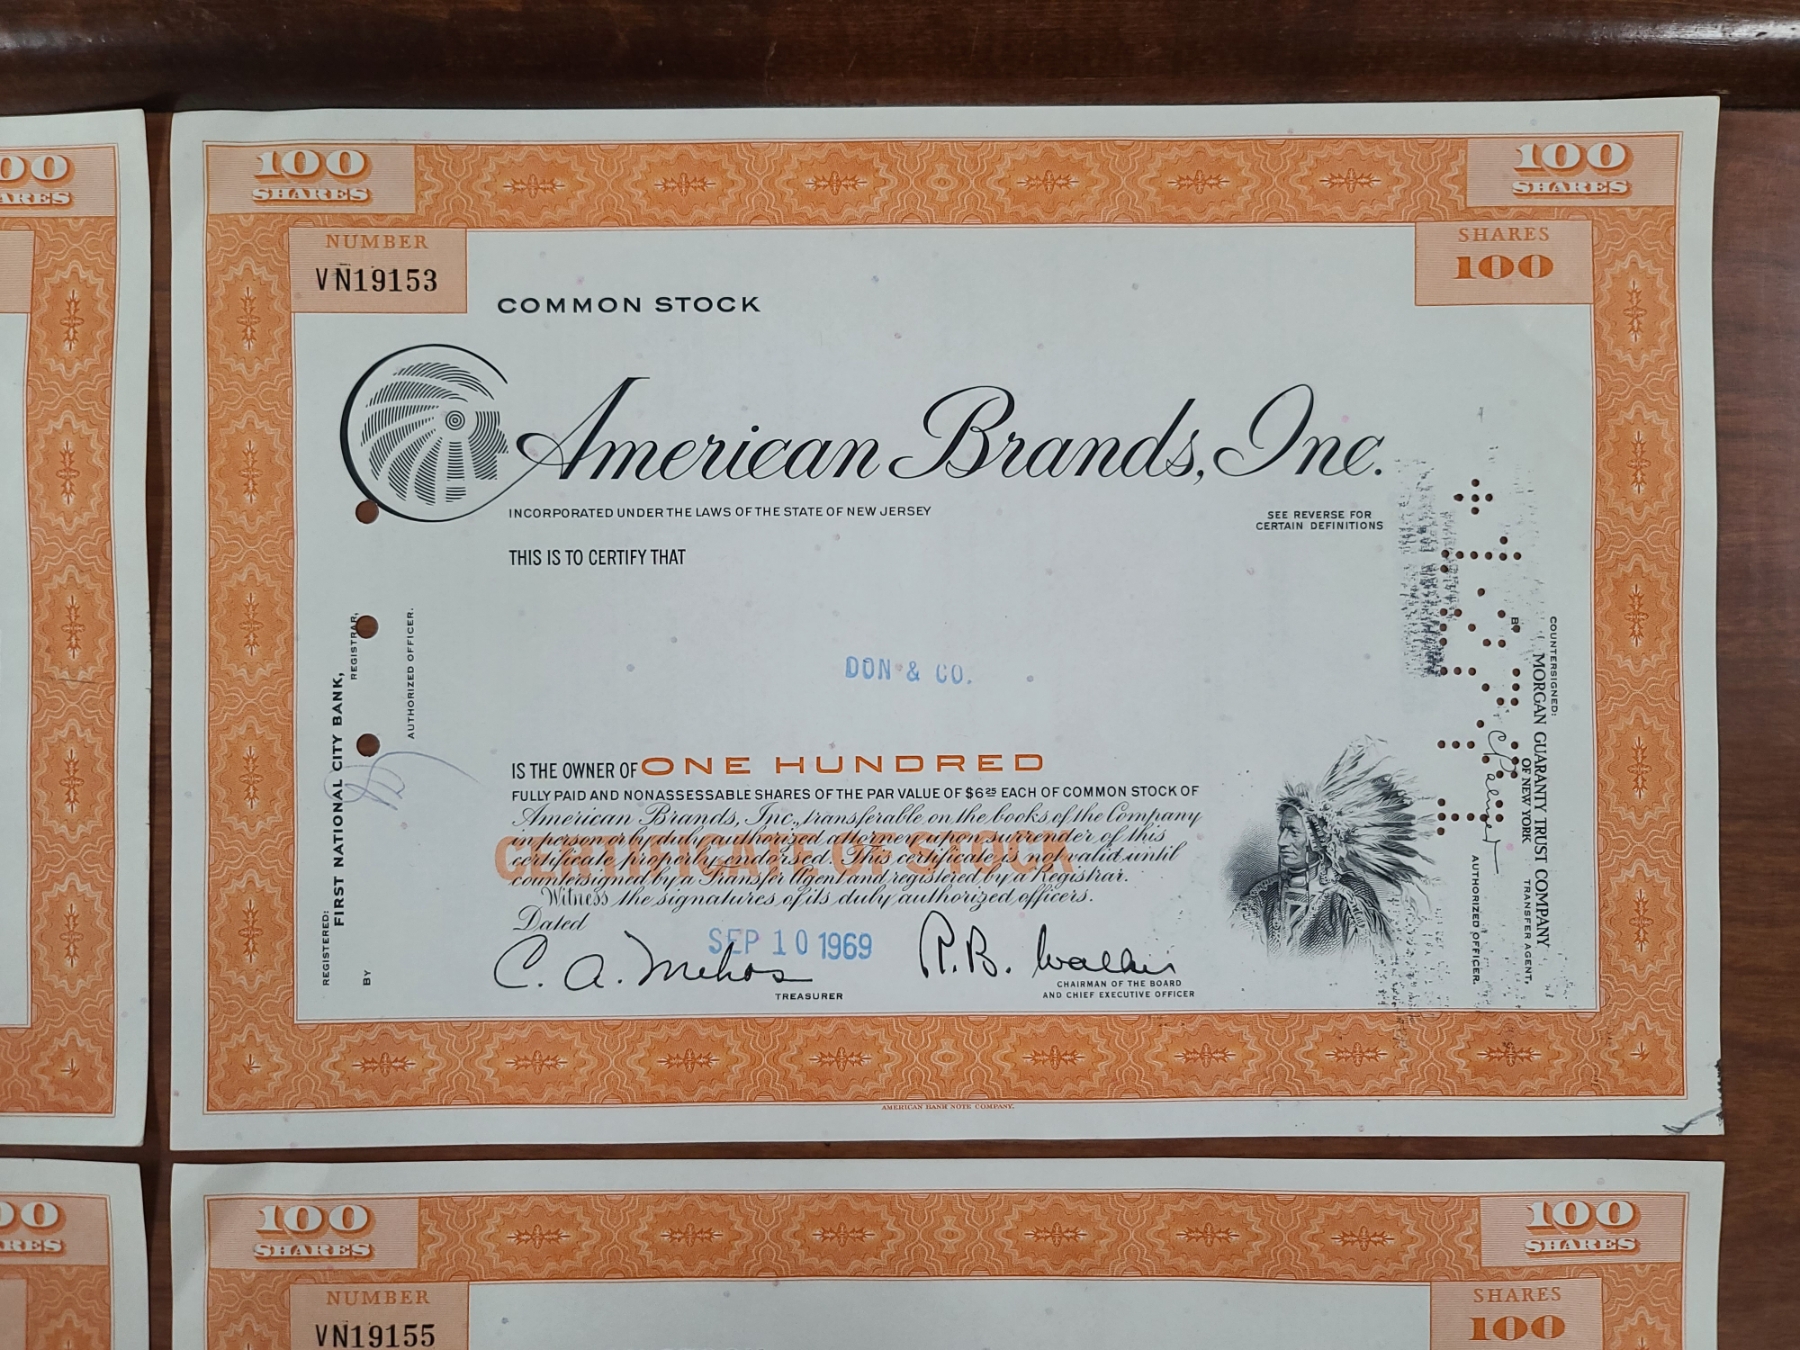 100
SHARES
100
SHARES
NUMBER
VN19153
SHARES
100
COMMON STOCK
American Brands, Inc.
INCORPORATED UNDER THE LAWS OF THE STATE OF NEW JERSEY
SEE REVERSE FOR
CERTAIN DEFINITIONS
THIS IS TO CERTIFY THAT
DON & CO.
IS THE OWNER OF ONE HUNDRED
FULLY PAID AND NONASSESSABLE SHARES OF THE PAR VALUE OF $6 25 EACH OF COMMON STOCK OF
American Brands, Inc., transferable on the books of the Company
in person or by duly authorized attorney upon surrender of this
certificate properly endorsed. This certificate is not valid until
countersigned by a Transfer Agent and registered by a Registrar.
Witness the signatures of its duly authorized officers.
CERTIFICATE OF STOCK
Dated
SEP 10 1969
C. A. Mehos
TREASURER
R. B. Walker
CHAIRMAN OF THE BOARD
AND CHIEF EXECUTIVE OFFICER
REGISTERED:
FIRST NATIONAL CITY BANK,
REGISTRAR,
BY
AUTHORIZED OFFICER.
COUNTERSIGNED:
MORGAN GUARANTY TRUST COMPANY
OF NEW YORK
TRANSFER AGENT,
BY
AUTHORIZED OFFICER.
AMERICAN BANK NOTE COMPANY.
00
ARES
00
RES
100
SHARES
100
SHARES
NUMBER
VN19155
SHARES
100